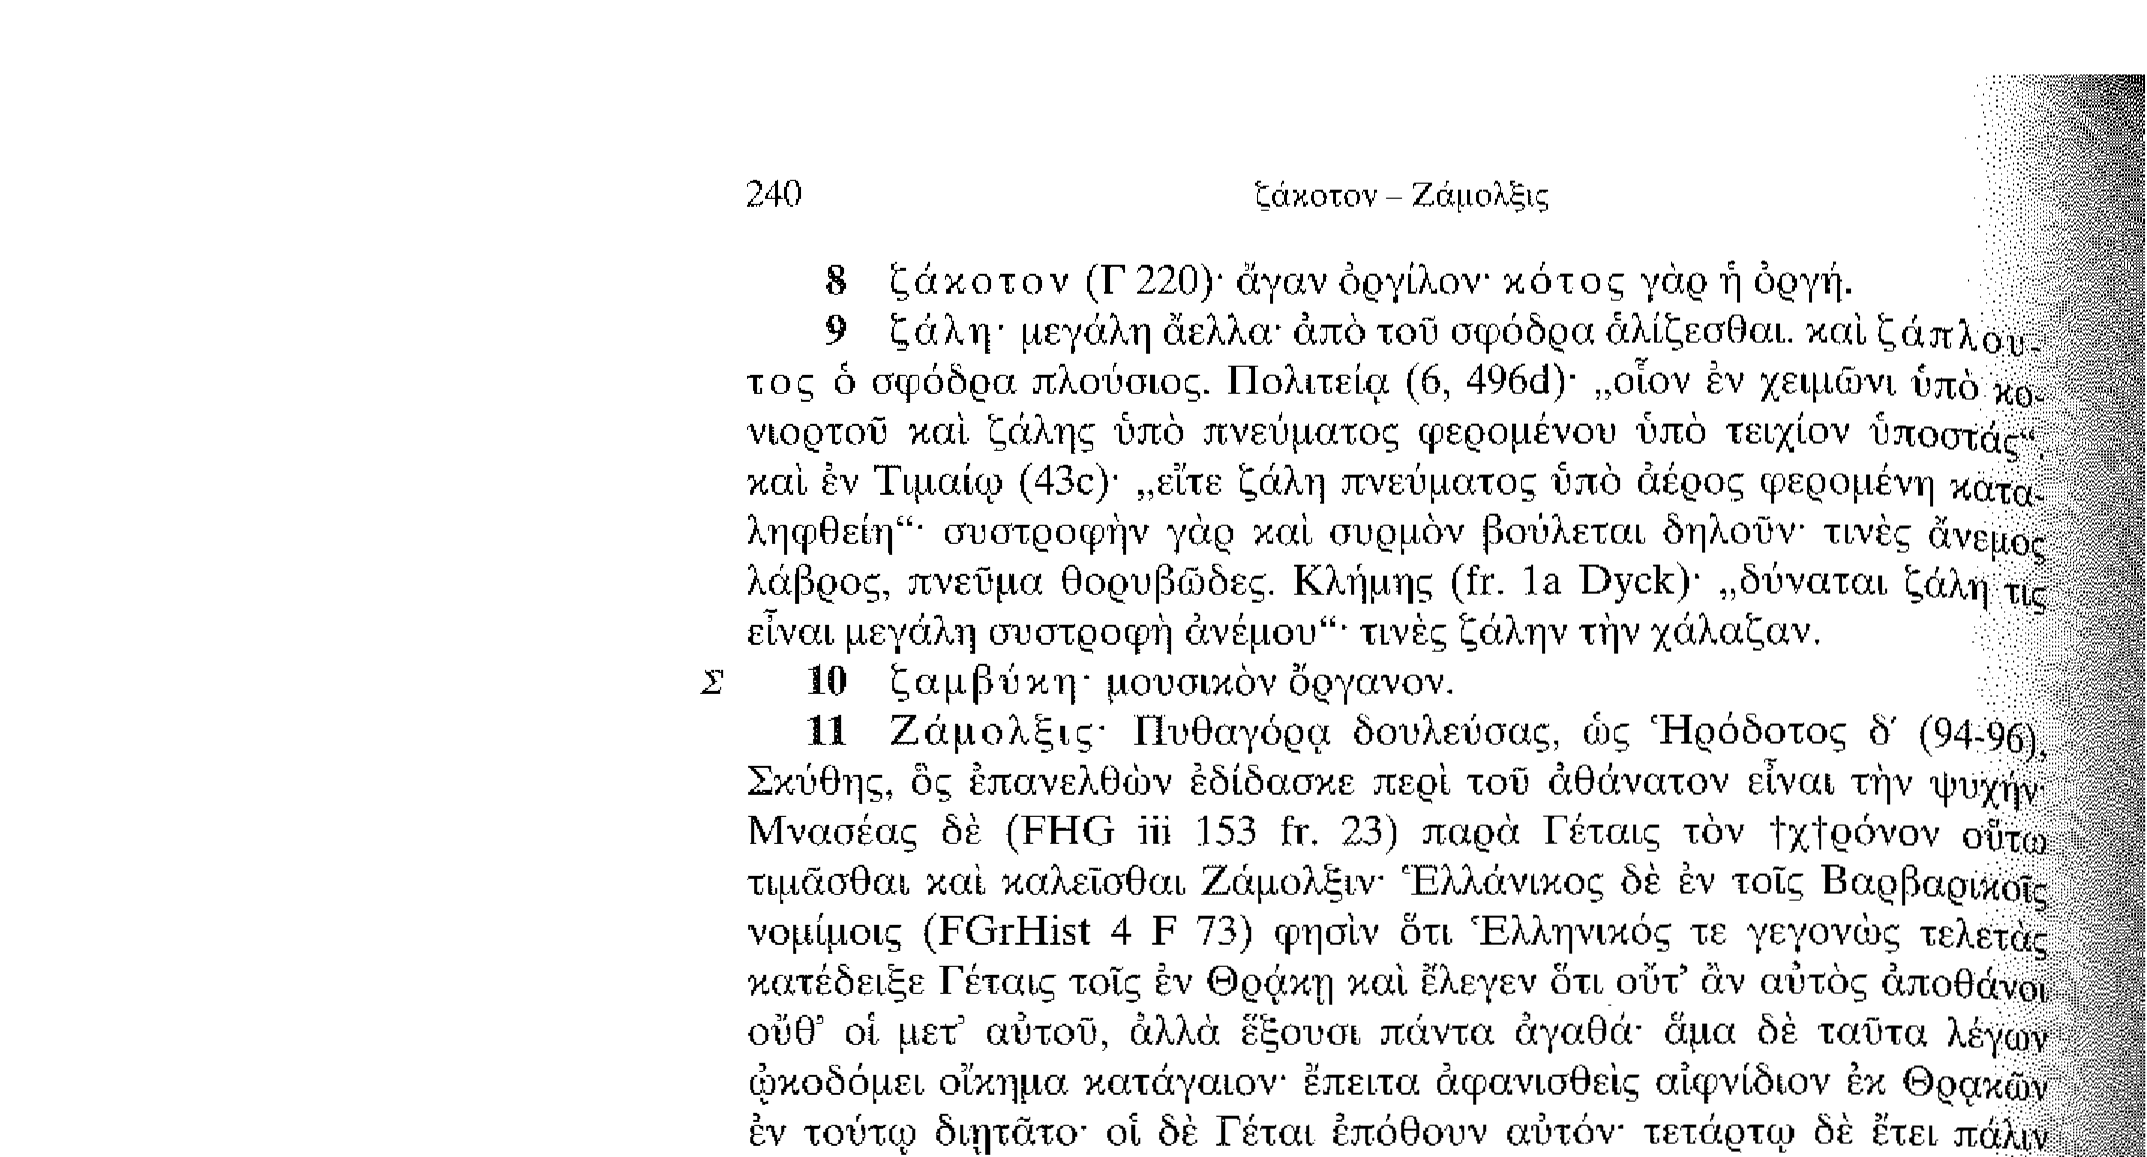 240 ζάκοτον – Ζάμολξις
8 ζάκοτον (Γ 220)· ἄγαν ὀργίλον· κότος γὰρ ἡ ὀργή.
9 ζάλη· μεγάλη ἄελλα· ἀπὸ τοῦ σφόδρα ἁλίζεσθαι. καὶ ζάπλου-
τος ὁ σφόδρα πλούσιος. Πολιτείᾳ (6, 496d)· „οἷον ἐν χειμῶνι ὑπὸ κο-
νιορτοῦ καὶ ζάλης ὑπὸ πνεύματος φερομένου ὑπὸ τειχίον ὑποστάς“.
καὶ ἐν Τιμαίῳ (43c)· „εἴτε ζάλη πνεύματος ὑπὸ ἀέρος φερομένη κατα-
ληφθείη“· συστροφὴν γὰρ καὶ συρμὸν βούλεται δηλοῦν· τινὲς ἄνεμος
λάβρος, πνεῦμα θορυβῶδες. Κλήμης (fr. 1a Dyck)· „δύναται ζάλη τις
εἶναι μεγάλη συστροφὴ ἀνέμου“· τινὲς ζάλην τὴν χάλαζαν.
Σ 10 ζαμβύκη· μουσικὸν ὄργανον.
11 Ζάμολξις· Πυθαγόρᾳ δουλεύσας, ὡς Ἡρόδοτος δ′ (94-96),
Σκύθης, ὃς ἐπανελθὼν ἐδίδασκε περὶ τοῦ ἀθάνατον εἶναι τὴν ψυχήν·
Μνασέας δὲ (FHG iii 153 fr. 23) παρὰ Γέταις τὸν †χ†ρόνον οὕτω
τιμᾶσθαι καὶ καλεῖσθαι Ζάμολξιν· Ἑλλάνικος δὲ ἐν τοῖς Βαρβαρικοῖς
νομίμοις (FGrHist 4 F 73) φησὶν ὅτι Ἑλληνικός τε γεγονὼς τελετὰς
κατέδειξε Γέταις τοῖς ἐν Θρᾴκῃ καὶ ἔλεγεν ὅτι οὔτ’ ἂν αὐτὸς ἀποθάνοι
οὔθ’ οἱ μετ’ αὐτοῦ, ἀλλὰ ἕξουσι πάντα ἀγαθά· ἅμα δὲ ταῦτα λέγων
ᾠκοδόμει οἴκημα κατάγαιον· ἔπειτα ἀφανισθεὶς αἰφνίδιον ἐκ Θρᾳκῶν
ἐν τούτῳ διῃτᾶτο· οἱ δὲ Γέται ἐπόθουν αὐτόν· τετάρτῳ δὲ ἔτει πάλιν